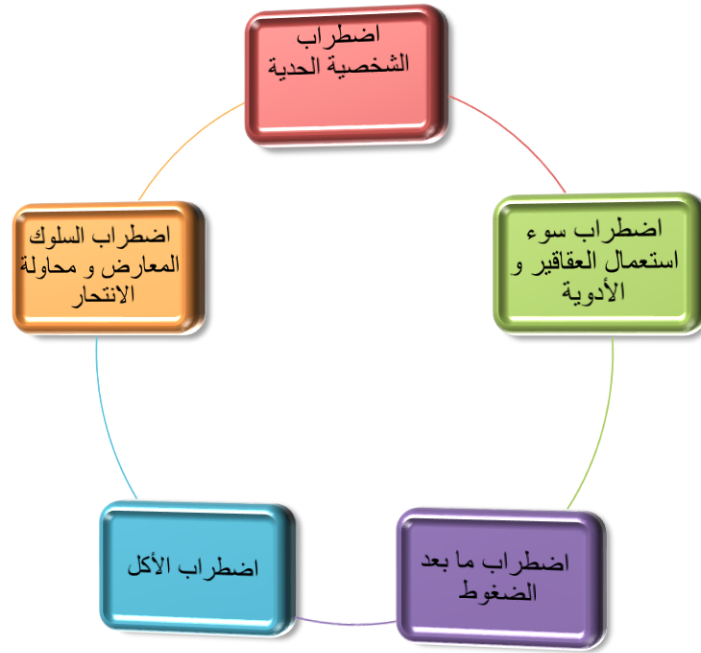 اضطراب
الشخصية الحدية
اضطراب سوء
استعمال العقاقير و
الأدوية
اضطراب ما بعد
الضغوط
اضطراب الأكل
اضطراب السلوك
المعارض و محاولة
الانتحار